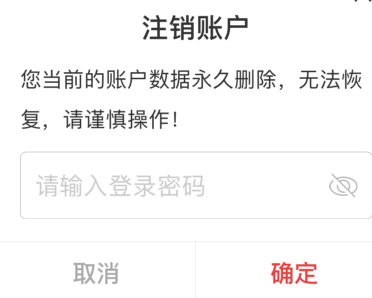 注销账户
您当前的账户数据永久删除，无法恢
复，请谨慎操作！
请输入登录密码
取消
确定